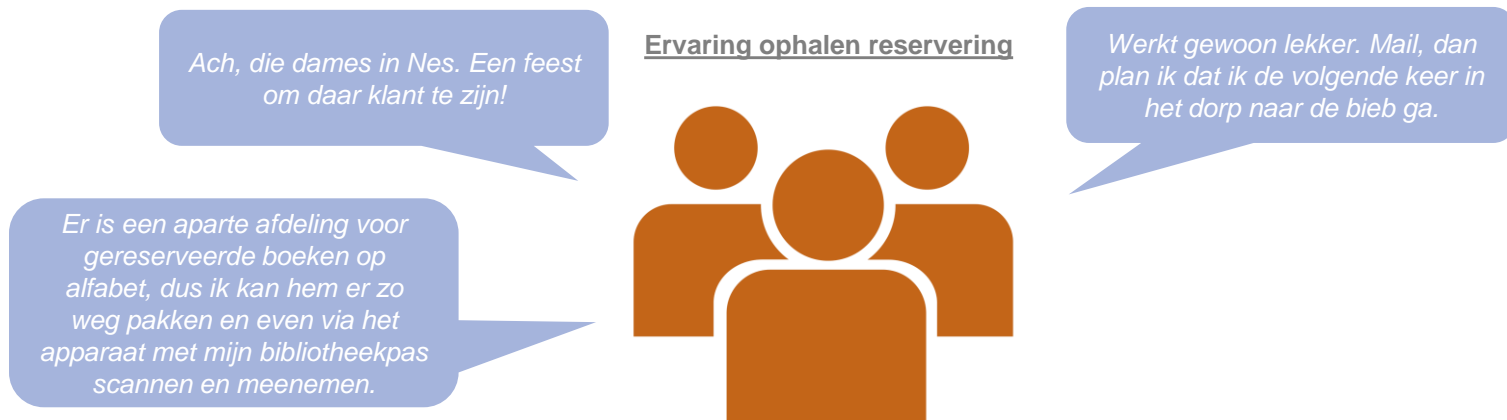 Ervaring ophalen reservering
Ach, die dames in Nes. Een feest
om daar klant te zijn!
Werkt gewoon lekker. Mail, dan
plan ik dat ik de volgende keer in
het dorp naar de bieb ga.
Er is een aparte afdeling voor
gereserveerde boeken op
alfabet, dus ik kan hem er zo
weg pakken en even via het
apparaat met mijn bibliotheekpas
scannen en meenemen.